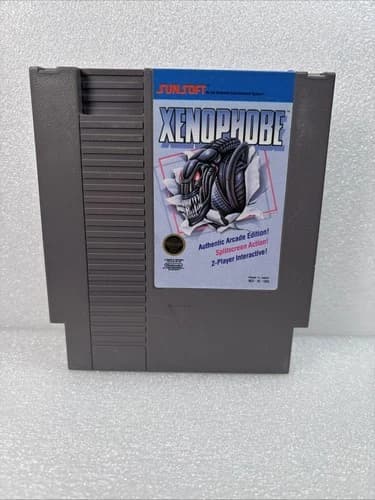 SUNSOFT
XENOPHOBE
Authentic Arcade Edition!
Splitscreen Action!
2-Player Interactive!